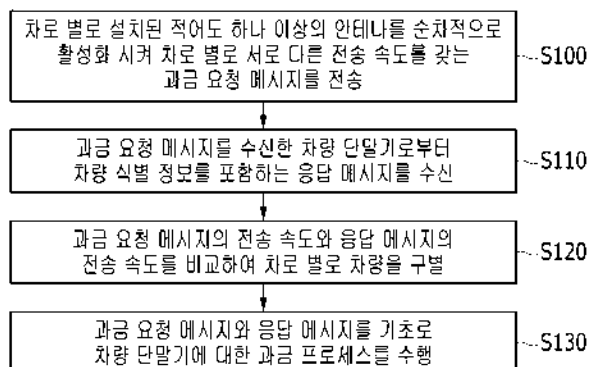 차로 별로 설치된 적어도 하나 이상의 안테나를 순차적으로
활성화 시켜 차로 별로 서로 다른 전송 속도를 갖는
과금 요청 메시지를 전송
S100
과금 요청 메시지를 수신한 차량 단말기로부터
차량 식별 정보를 포함하는 응답 메시지를 수신
S110
과금 요청 메시지의 전송 속도와 응답 메시지의
전송 속도를 비교하여 차로 별로 차량을 구별
S120
과금 요청 메시지와 응답 메시지를 기초로
차량 단말기에 대한 과금 프로세스를 수행
S130